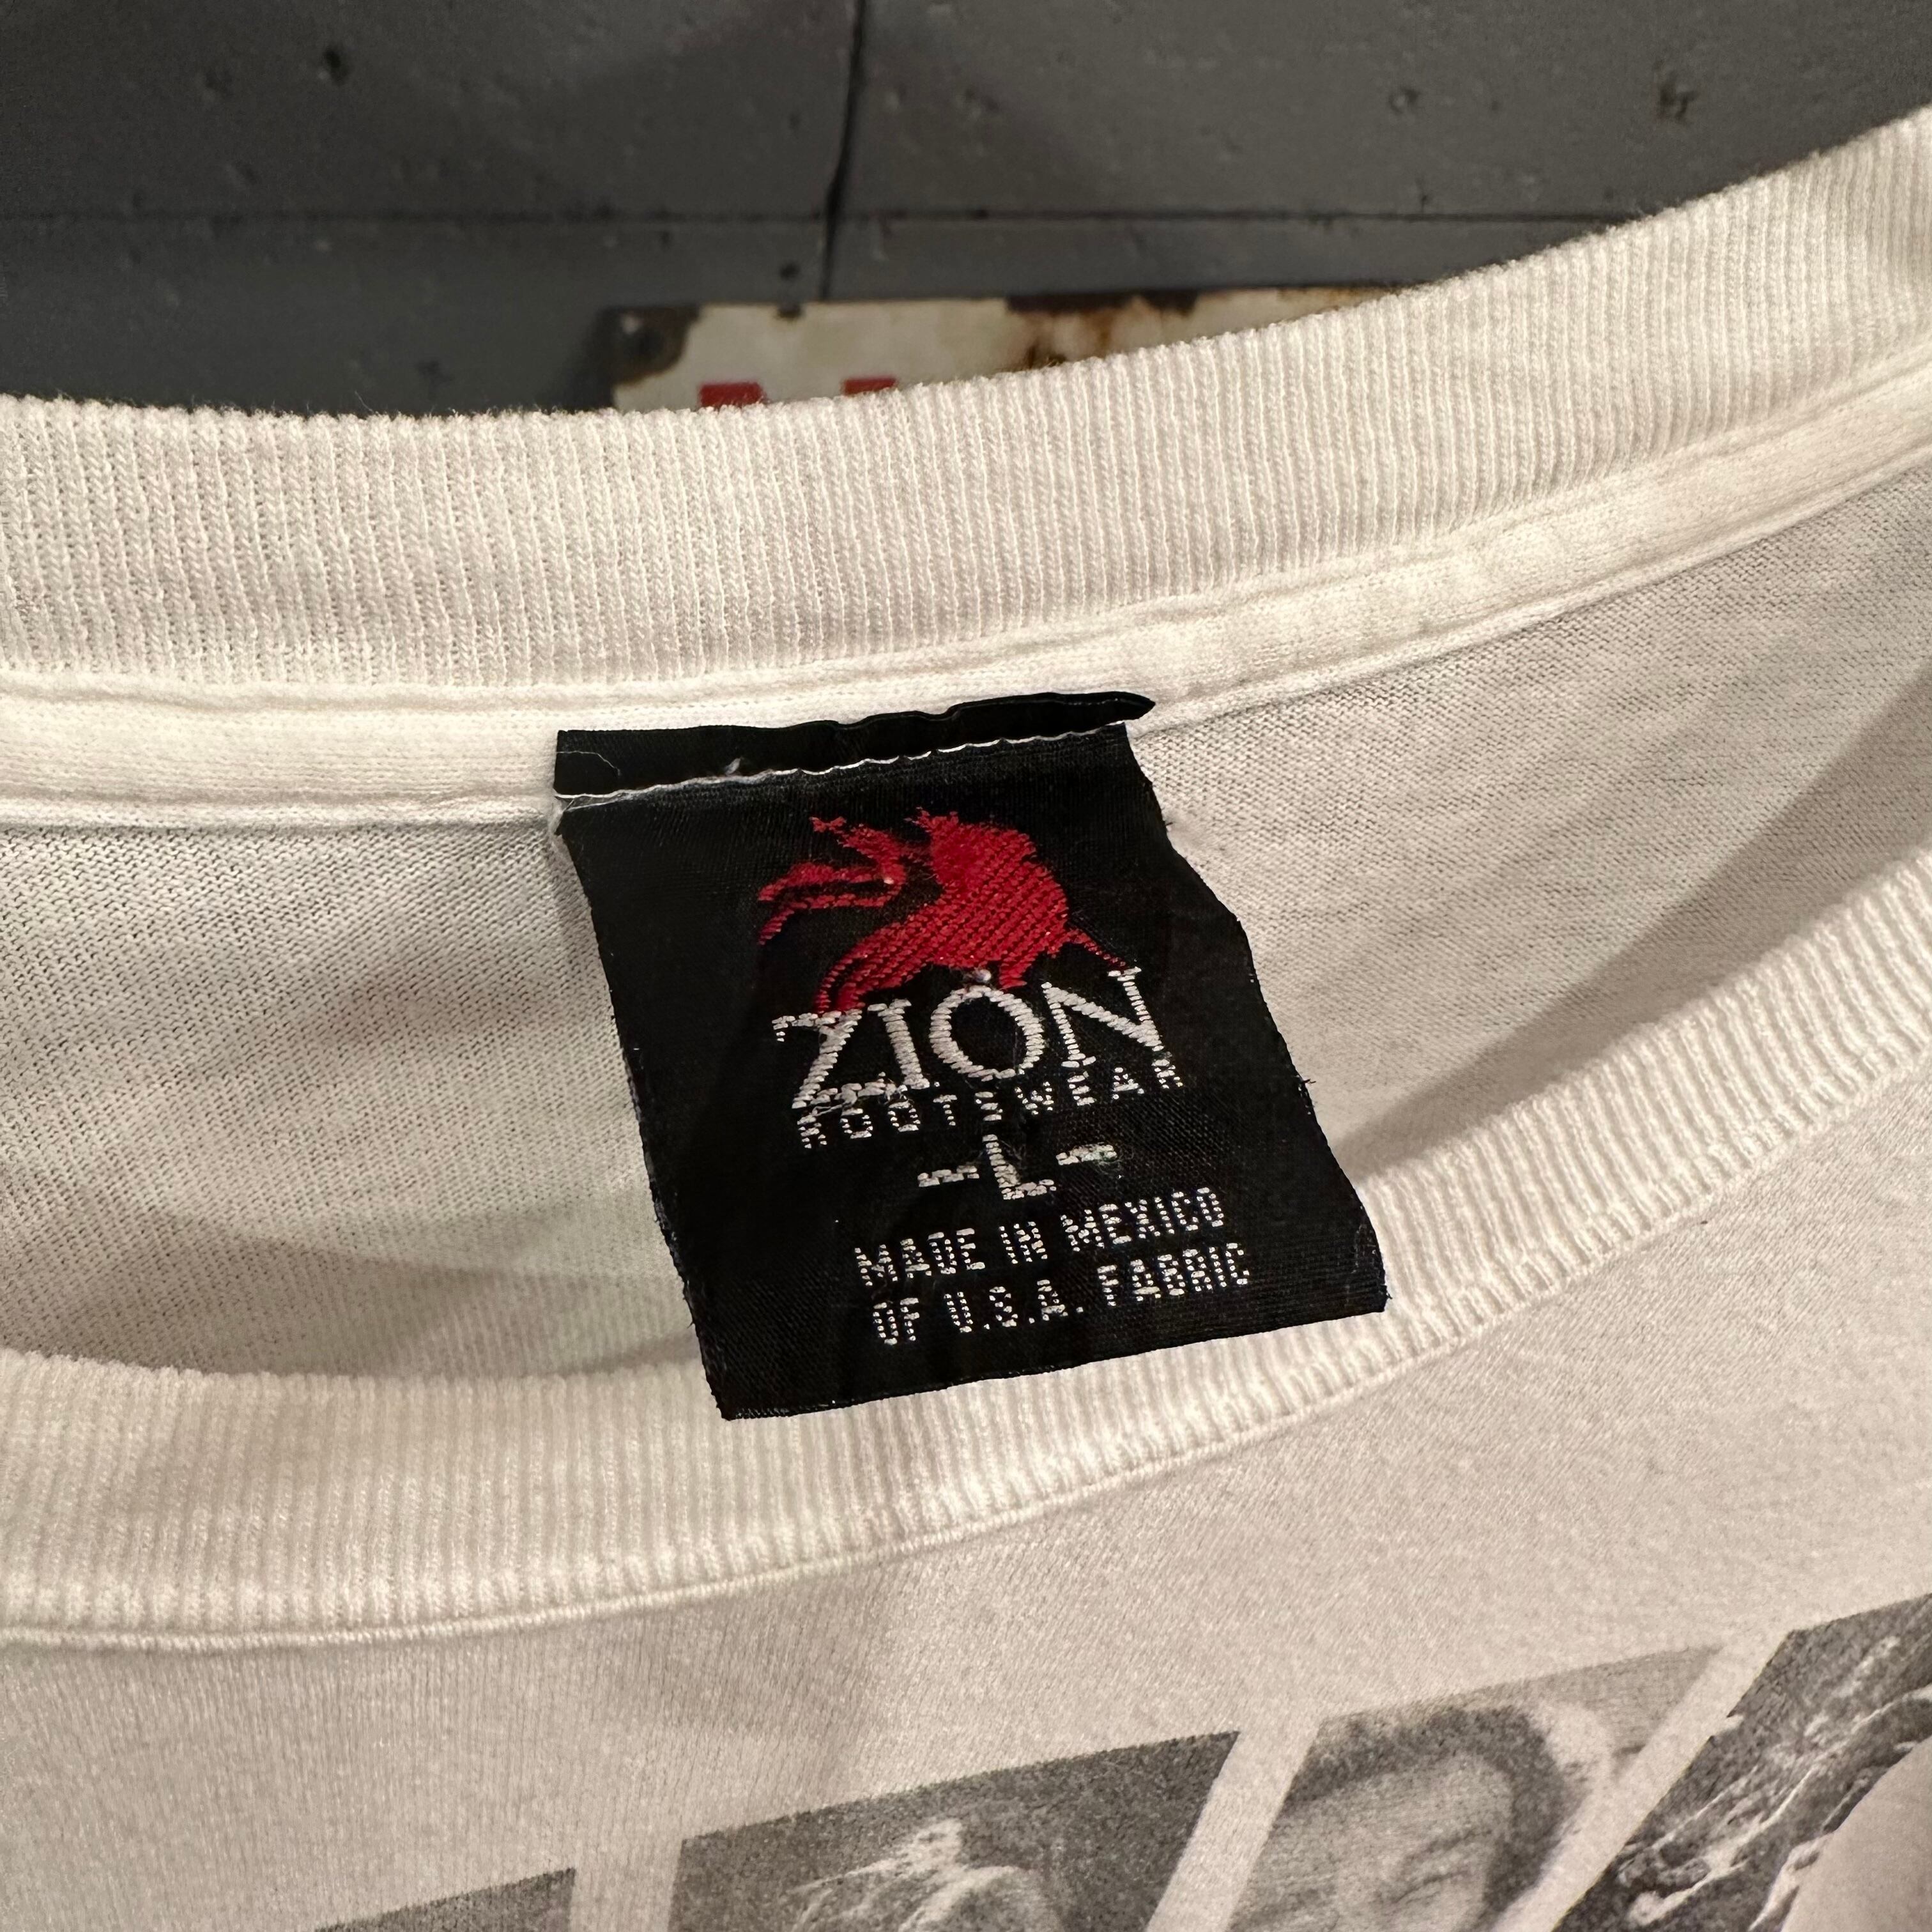 ZION
ROOTSWEAR
-L-
MADE IN MEXICO
OF U.S.A. FABRIC